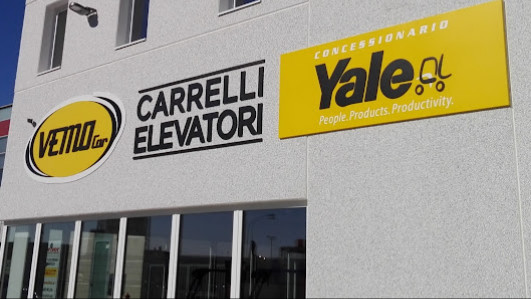 VEMO Car
CARRELLI
ELEVATORI
CONCESSIONARIO
Yale
People. Products. Productivity.